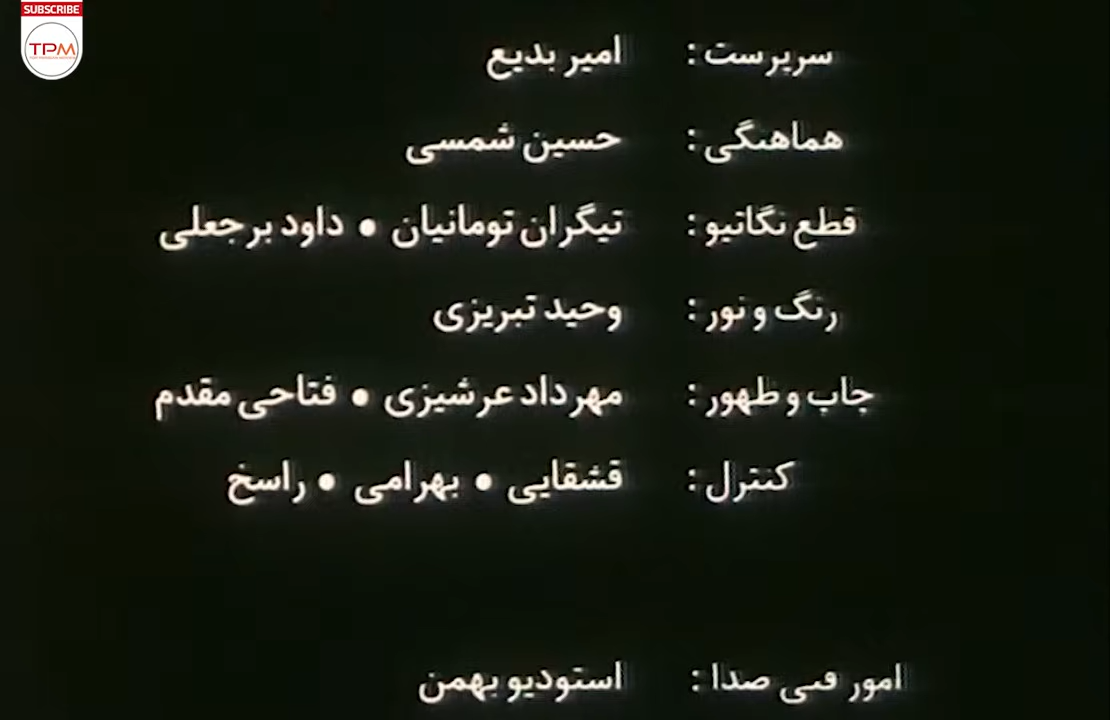 SUBSCRIBE
TPM
سرپرست : امیر بدیع
هماهنگی : حسین شمسی
قطع نگاتیو : تیگران تومانیان • داود برجعلی
رنگ و نور : وحید تبریزی
چاپ و ظهور : مهرداد عرشیزی • فتاحی مقدم
کنترل : قشقایی • بهرامی • راسخ
امور فنی صدا : استودیو بهمن